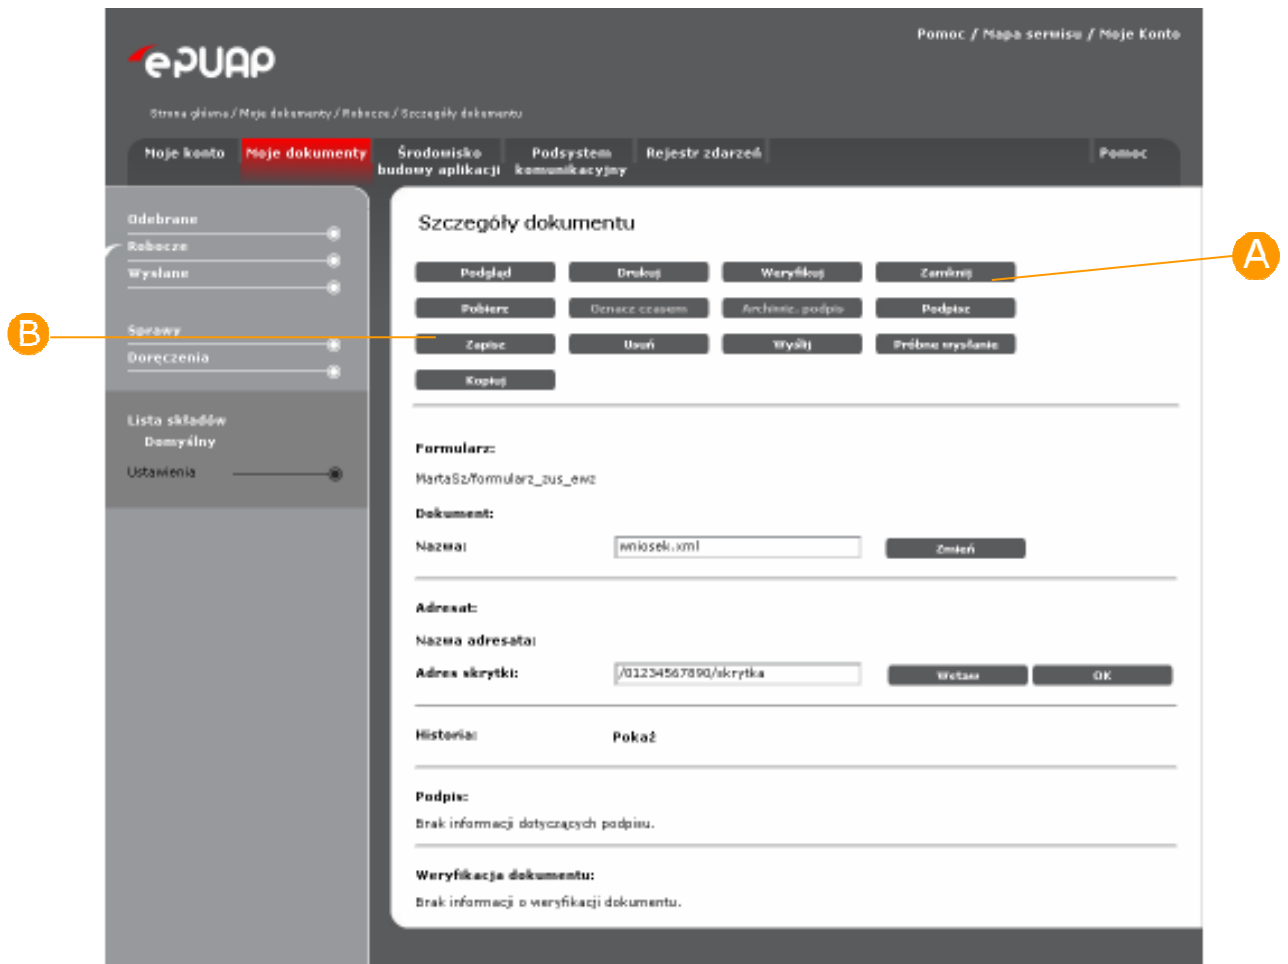 Pomoc / Mapa serwisu / Moje Konto
ePUAP
Strona główna / Moje dokumenty / Robocze / Szczegóły dokumentu
Moje konto Moje dokumenty Środowisko budowy aplikacji Podsystem komunikacyjny Rejestr zdarzeń Pomoc
Odebrane
Robocze
Wysłane
Sprawy
Doręczenia
Lista składów
Domyślny
Ustawienia
Szczegóły dokumentu
A
B
Podgląd Drukuj Weryfikuj Zamknij
Pobierz Oznacz czasem Archiwiz. podpis Podpisz
Zapisz Usuń Wyślij Próbne wysłanie
Kopiuj
Formularz:
MartaSz/formularz_zus_ewz
Dokument:
Nazwa: wniosek.xml Zmień
Adresat:
Nazwa adresata:
Adres skrytki: /01234567890/skrytka Wstaw OK
Historia: Pokaż
Podpis:
Brak informacji dotyczących podpisu.
Weryfikacja dokumentu:
Brak informacji o weryfikacji dokumentu.